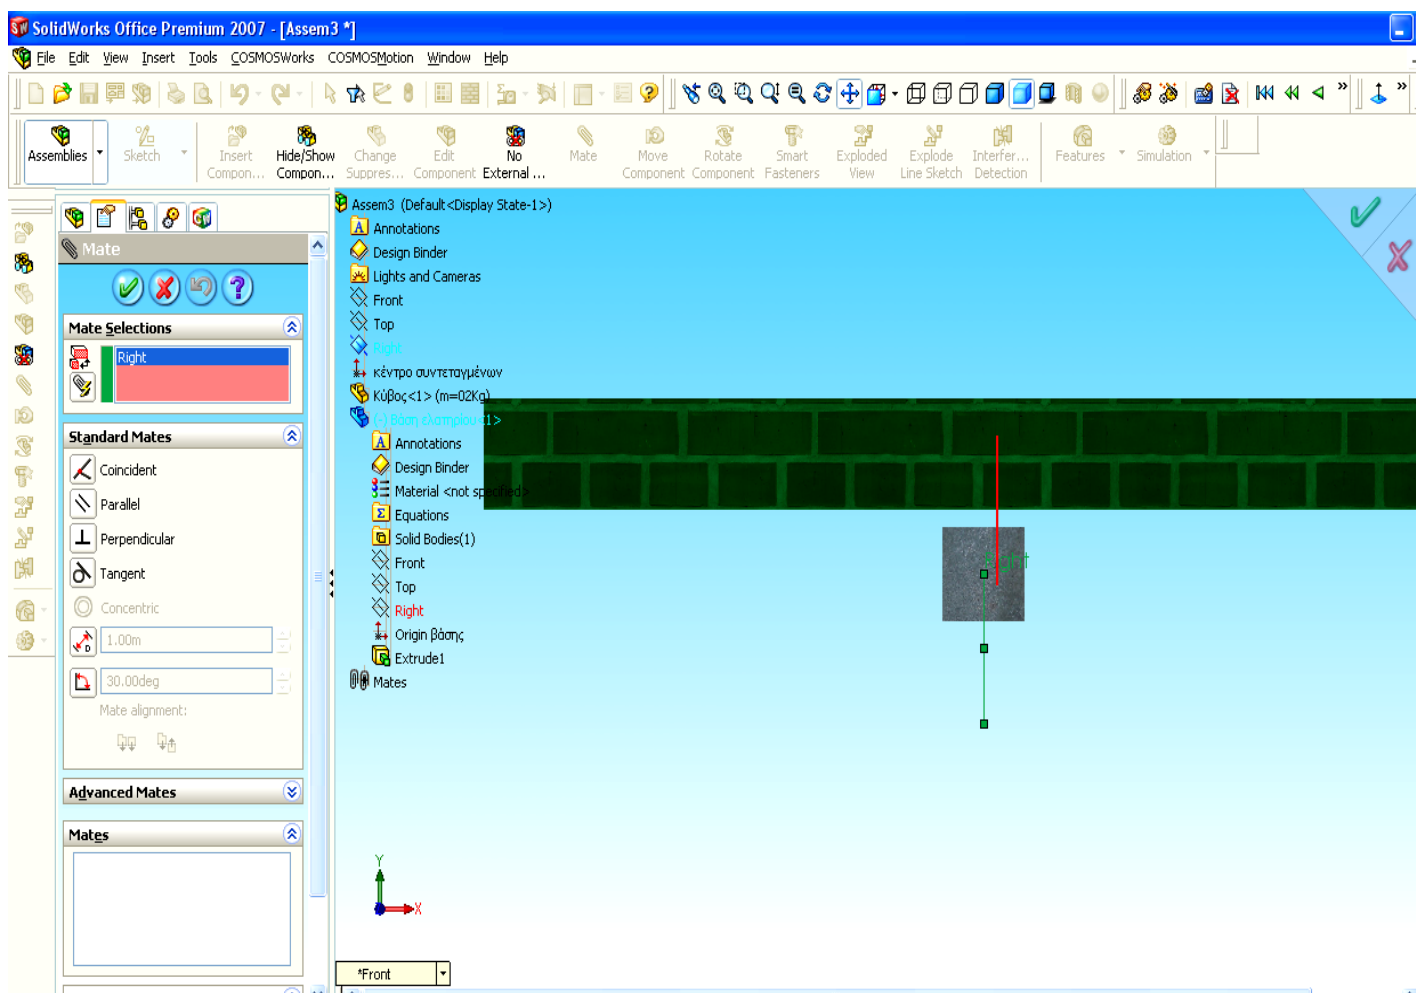 SolidWorks Office Premium 2007 - [Assem3 *]
File Edit View Insert Tools COSMOSWorks COSMOSMotion Window Help
Assemblies
Sketch
Insert Compon...
Hide/Show Compon...
Change Suppres...
Edit Component
No External ...
Mate
Move Component
Rotate Component
Smart Fasteners
Exploded View
Explode Line Sketch
Interfer... Detection
Features
Simulation
Mate
Mate Selections
Right
Standard Mates
Coincident
Parallel
Perpendicular
Tangent
Concentric
1.00m
30.00deg
Mate alignment:
Advanced Mates
Mates
Assem3 (Default<Display State-1>)
Annotations
Design Binder
Lights and Cameras
Front
Top
Right
κέντρο συντεταγμένων
Κύβος<1> (m=02Kg)
(-) Βάση ελατηρίου<1>
Annotations
Design Binder
Material <not specified>
Equations
Solid Bodies(1)
Front
Top
Right
Origin βάσης
Extrude1
Mates
Right
Y
X
*Front